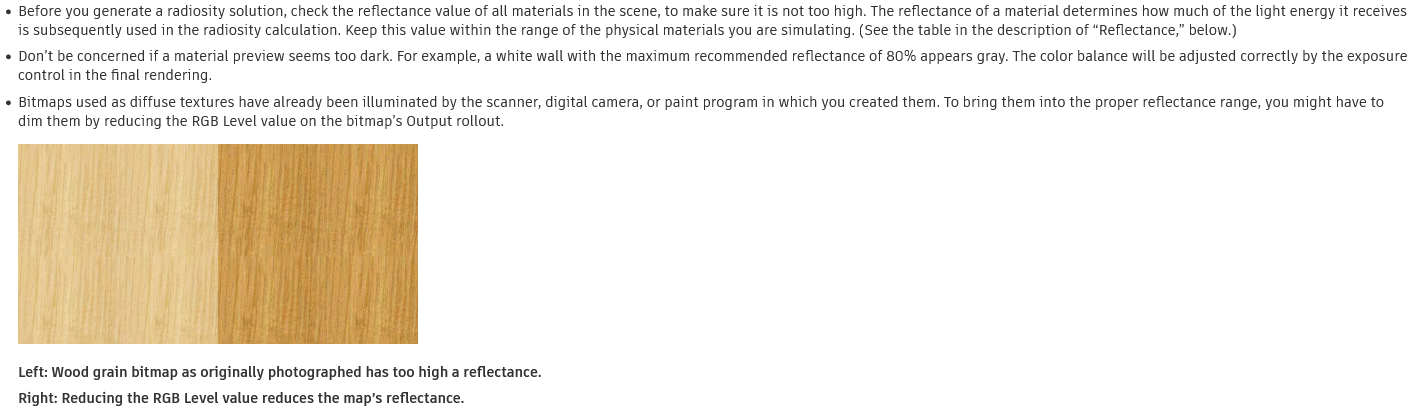 • Before you generate a radiosity solution, check the reflectance value of all materials in the scene, to make sure it is not too high. The reflectance of a material determines how much of the light energy it receives
is subsequently used in the radiosity calculation. Keep this value within the range of the physical materials you are simulating. (See the table in the description of “Reflectance,” below.)
• Don’t be concerned if a material preview seems too dark. For example, a white wall with the maximum recommended reflectance of 80% appears gray. The color balance will be adjusted correctly by the exposure
control in the final rendering.
• Bitmaps used as diffuse textures have already been illuminated by the scanner, digital camera, or paint program in which you created them. To bring them into the proper reflectance range, you might have to
dim them by reducing the RGB Level value on the bitmap’s Output rollout.
Left: Wood grain bitmap as originally photographed has too high a reflectance.
Right: Reducing the RGB Level value reduces the map’s reflectance.